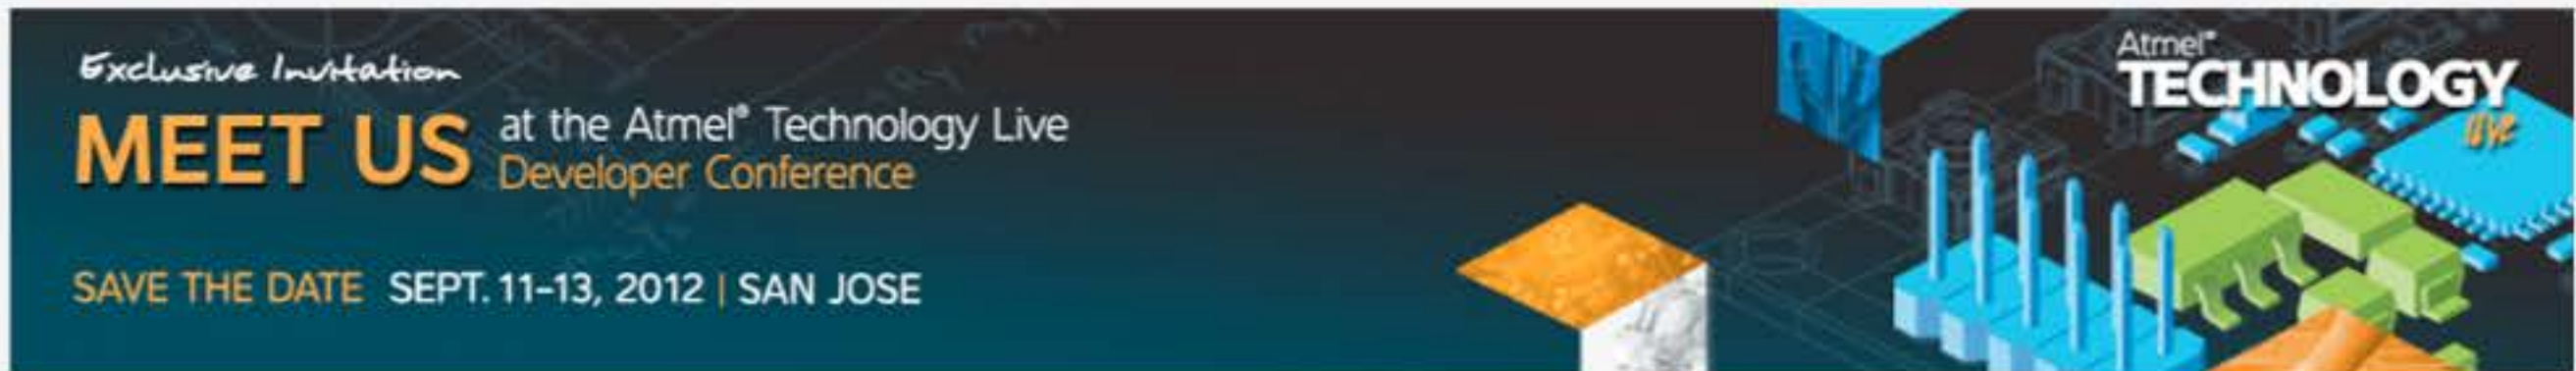 Exclusive Invitation
MEET US at the Atmel® Technology Live
Developer Conference
SAVE THE DATE SEPT. 11-13, 2012 | SAN JOSE
Atmel®
TECHNOLOGY
live